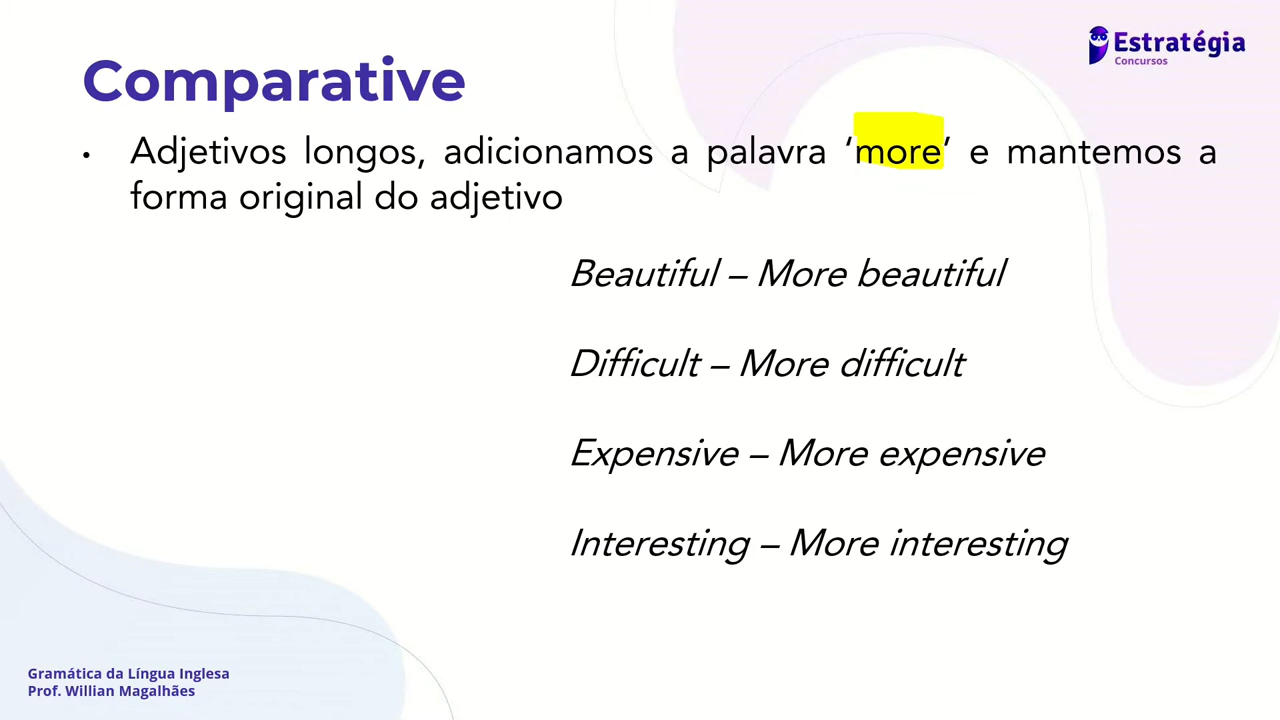 Estratégia
Concursos
Comparative
• Adjetivos longos, adicionamos a palavra ‘more’ e mantemos a
forma original do adjetivo
Beautiful – More beautiful
Difficult – More difficult
Expensive – More expensive
Interesting – More interesting
Gramática da Língua Inglesa
Prof. Willian Magalhães